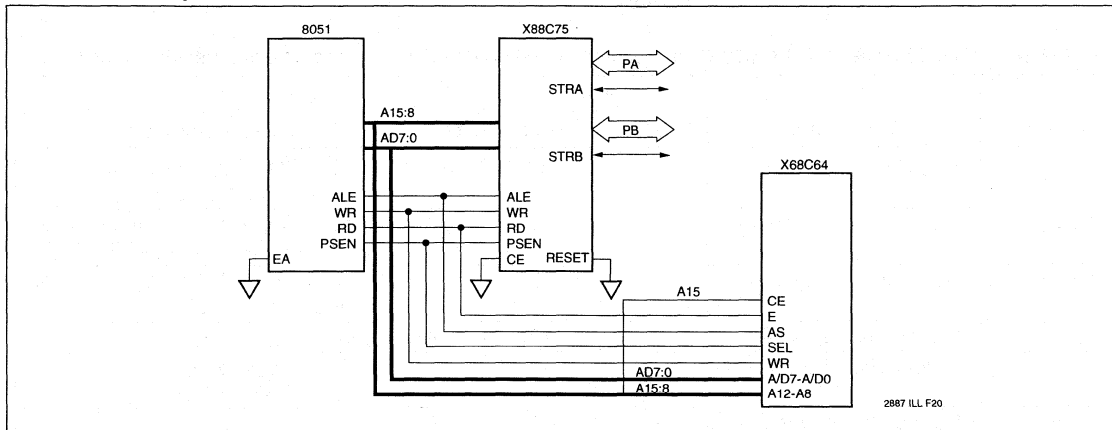 8051
X88C75
PA
STRA
A15:8
AD7:0
PB
STRB
X68C64
ALE
WR
RD
PSEN
EA
ALE
WR
RD
PSEN
CE
RESET
A15
CE
E
AS
SEL
WR
AD7:0
A/D7-A/D0
A15:8
A12-A8
2887 ILL F20